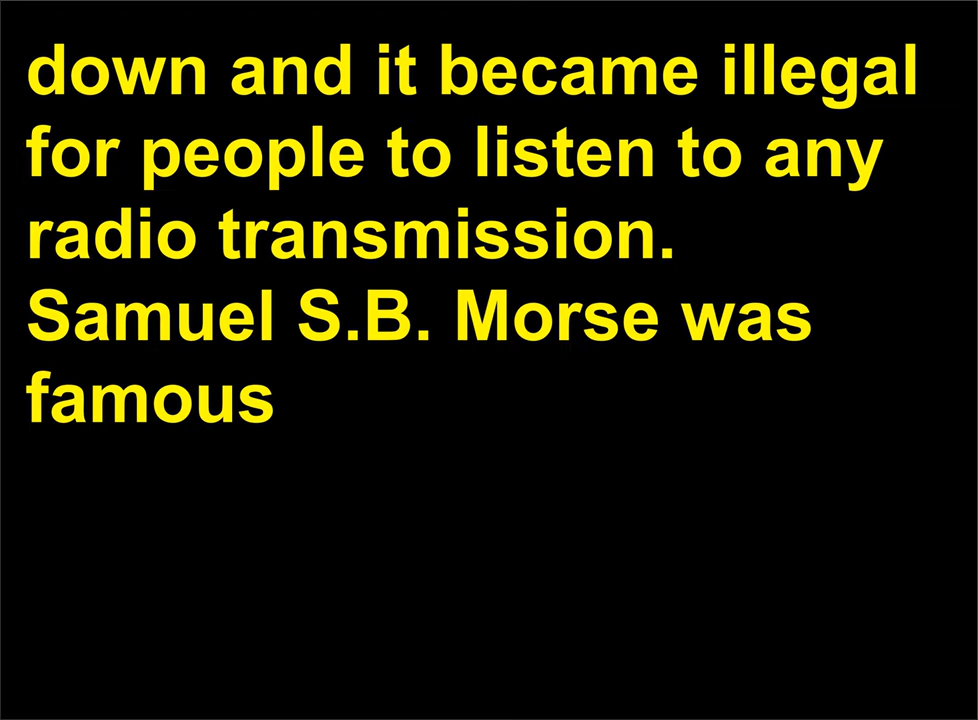 down and it became illegal
for people to listen to any
radio transmission.
Samuel S.B. Morse was
famous